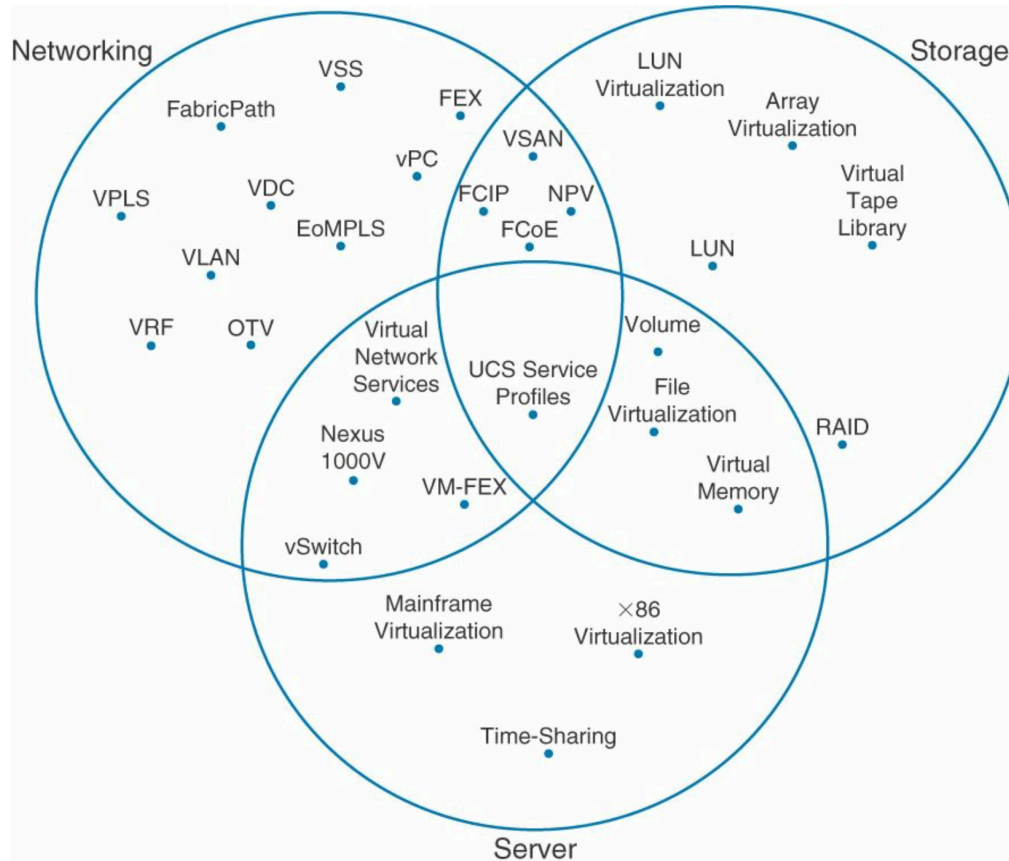 Networking
Storage
VSS
LUN
Virtualization
FabricPath
FEX
Array
Virtualization
VSAN
vPC
VPLS
VDC
FCIP
NPV
Virtual
Tape
Library
EoMPLS
FCoE
VLAN
LUN
VRF
OTV
Virtual
Network
Services
Volume
UCS Service
Profiles
File
Virtualization
RAID
Nexus
1000V
VM-FEX
Virtual
Memory
vSwitch
Mainframe
Virtualization
×86
Virtualization
Time-Sharing
Server